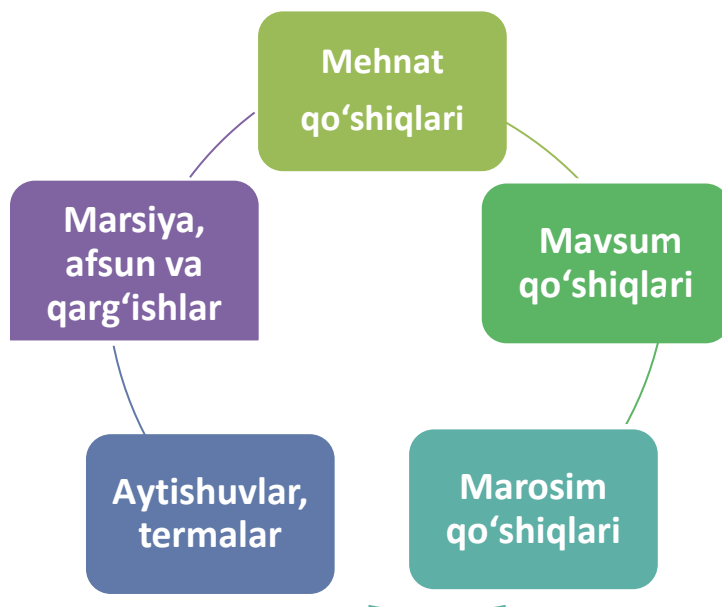 Mehnat
qo‘shiqlari
Mavsum
qo‘shiqlari
Marosim
qo‘shiqlari
Aytishuvlar,
termalar
Marsiya,
afsun va
qarg‘ishlar